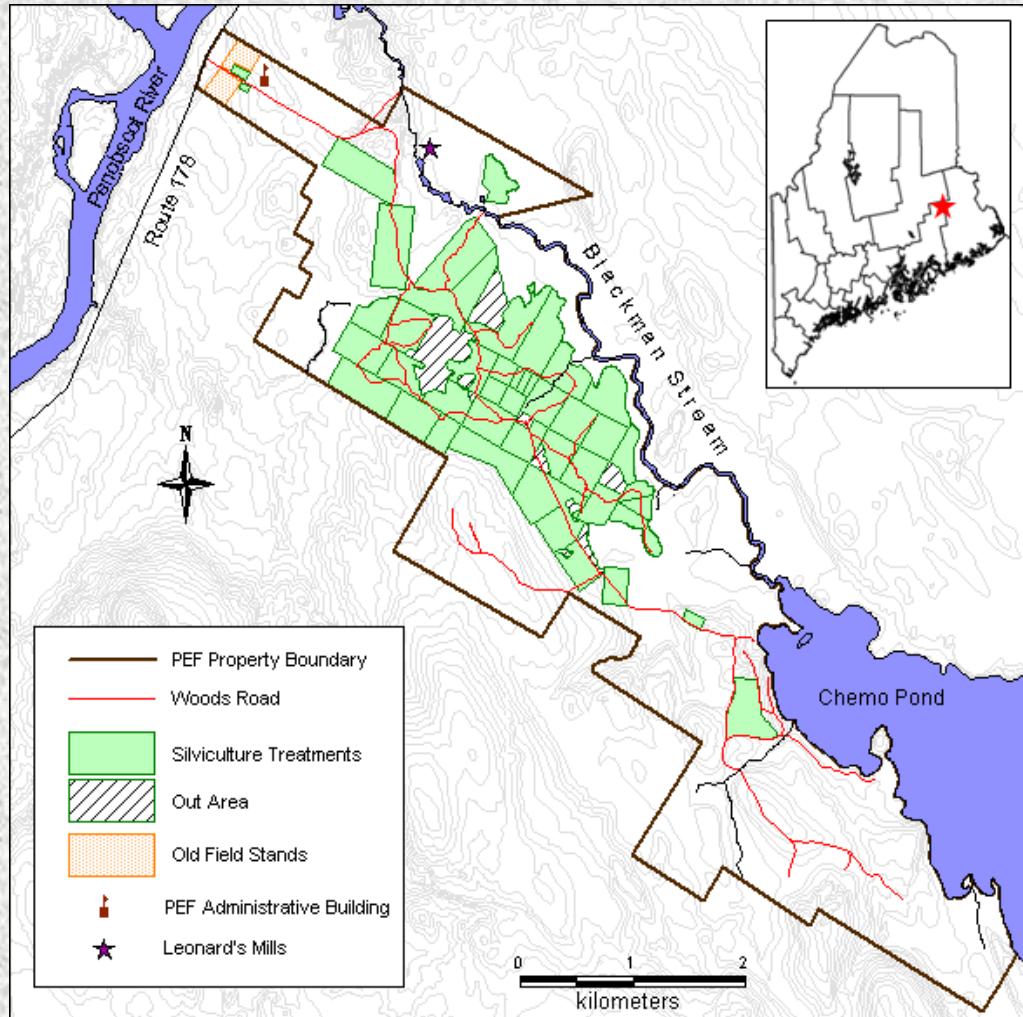 Penobscot River
Route 178
Blackman Stream
N
Chemo Pond
PEF Property Boundary
Woods Road
Silviculture Treatments
Out Area
Old Field Stands
PEF Administrative Building
Leonard's Mills
0 1 2
kilometers